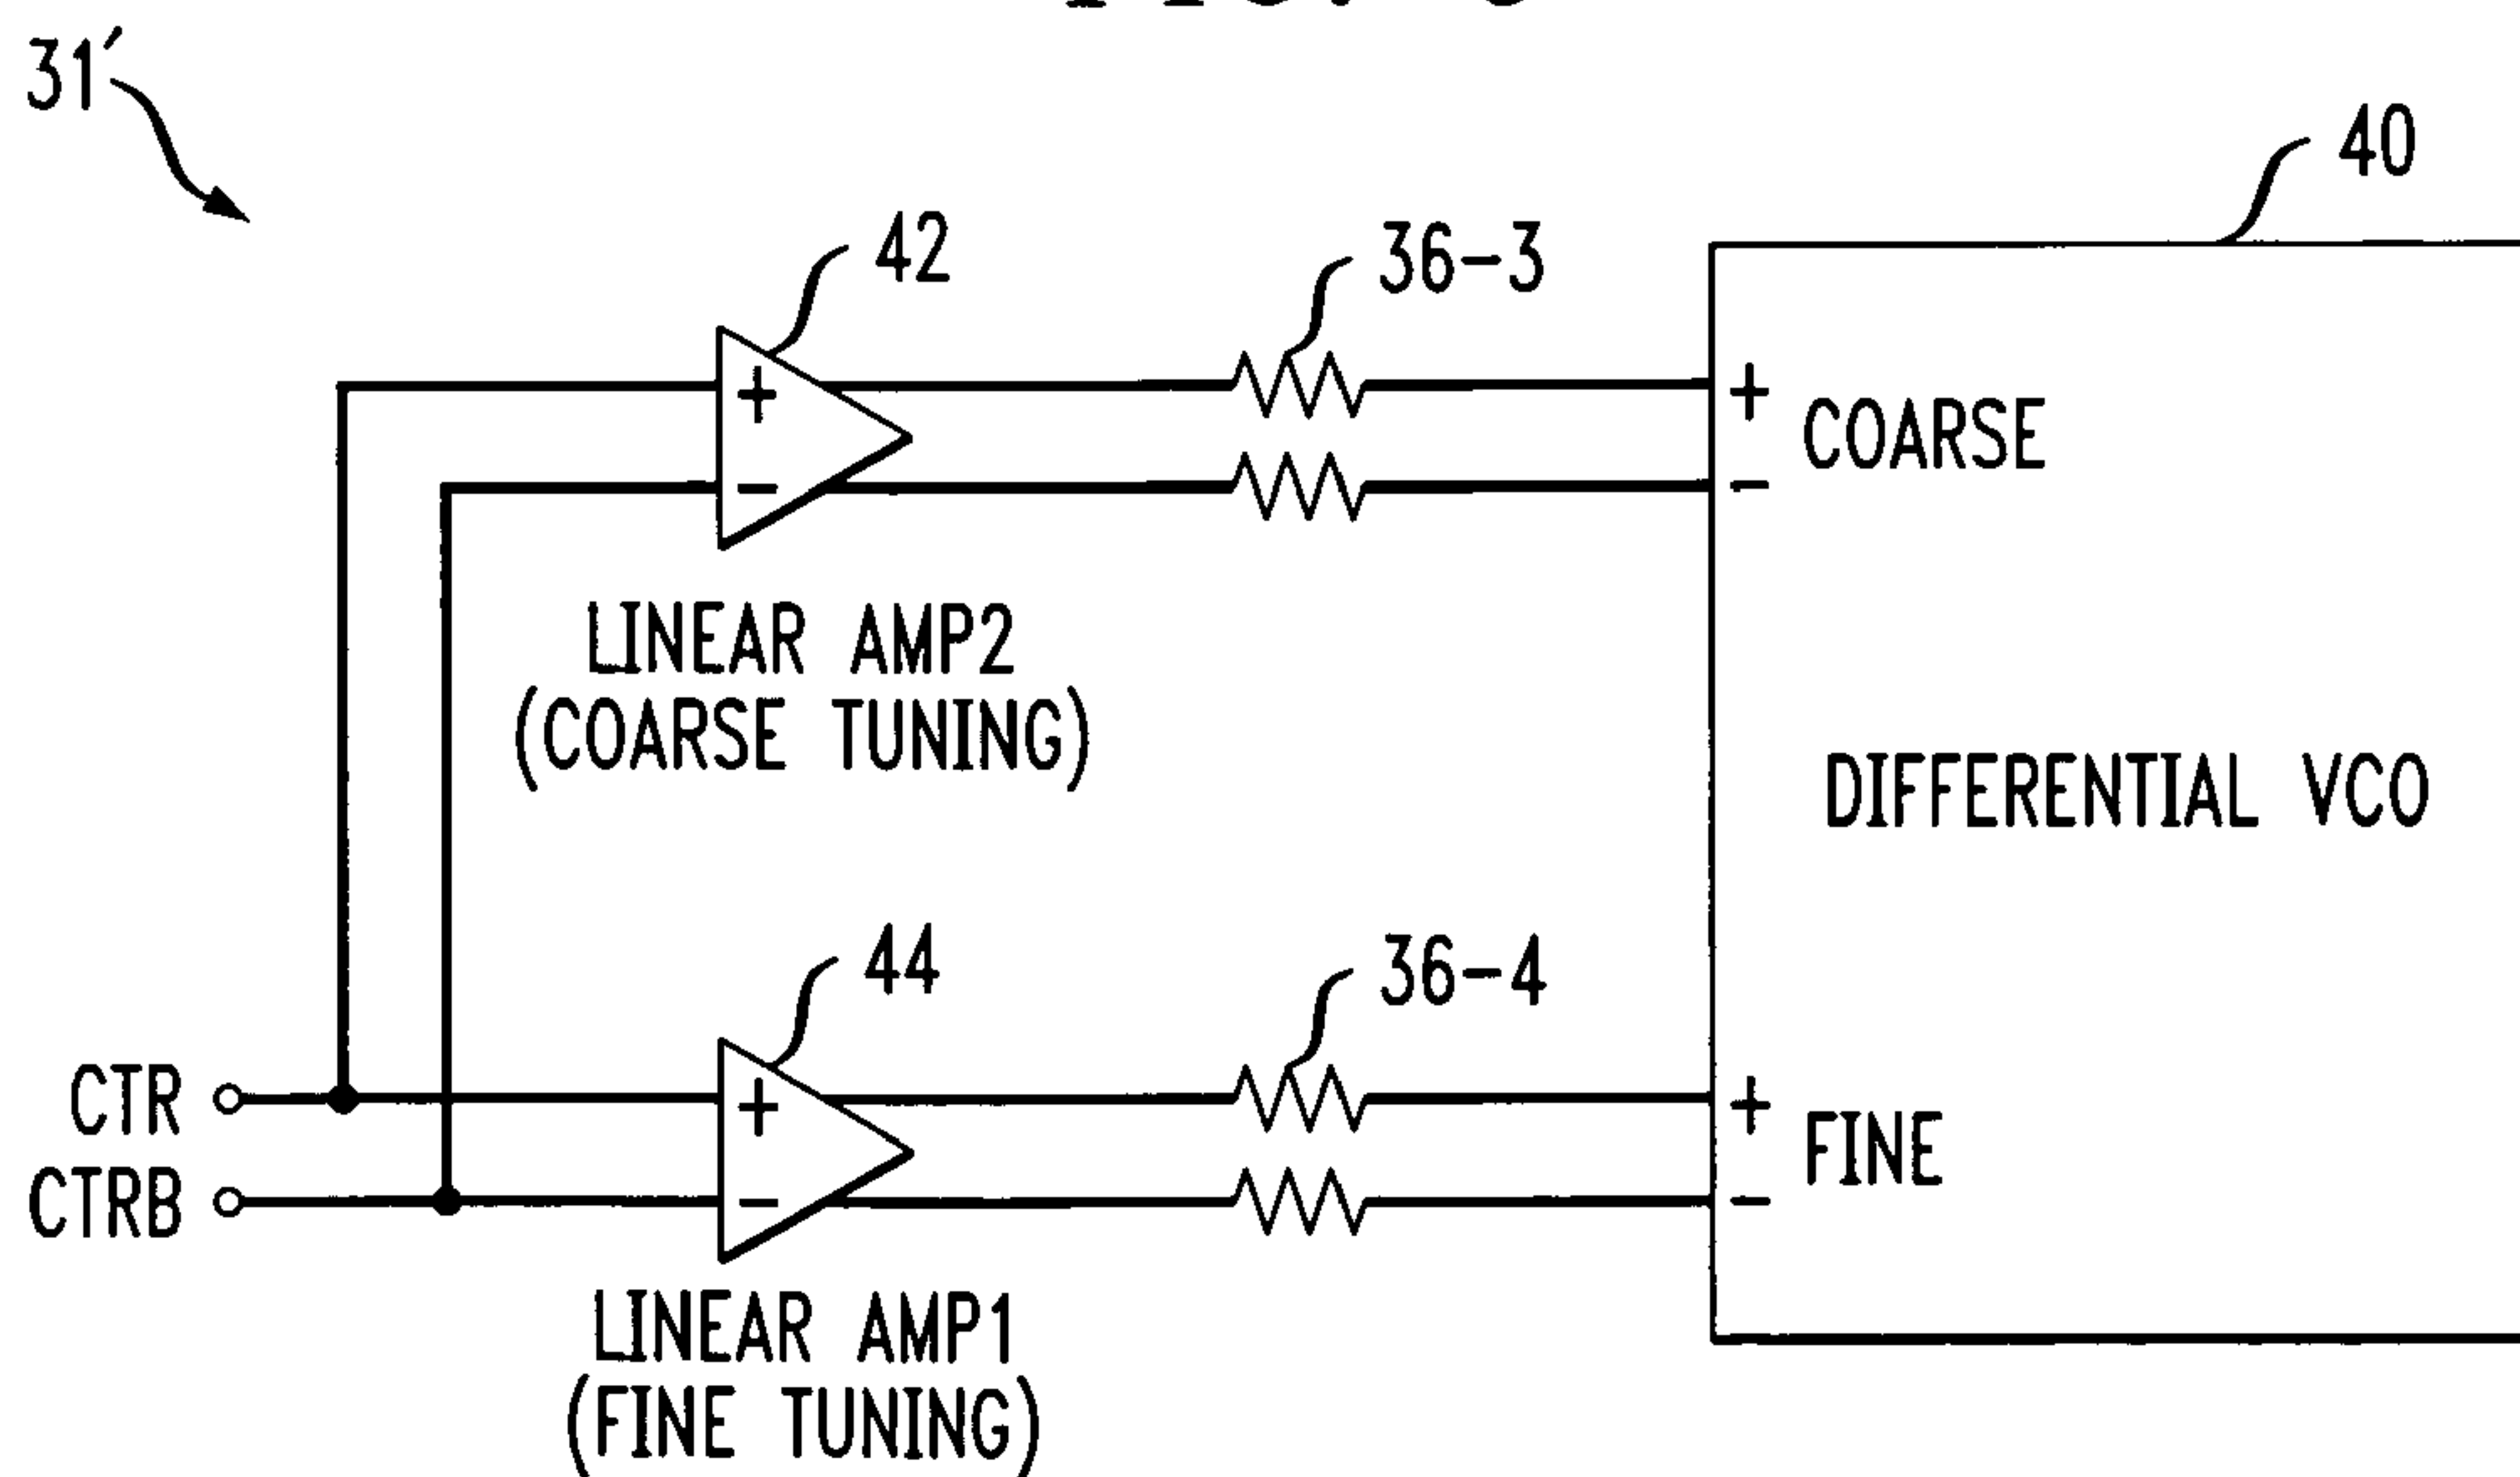 31′
40
42
36-3
+
−
+
−
COARSE
LINEAR AMP2
(COARSE TUNING)
DIFFERENTIAL VCO
44
36-4
CTR
CTRB
+
−
+
−
FINE
LINEAR AMP1
(FINE TUNING)